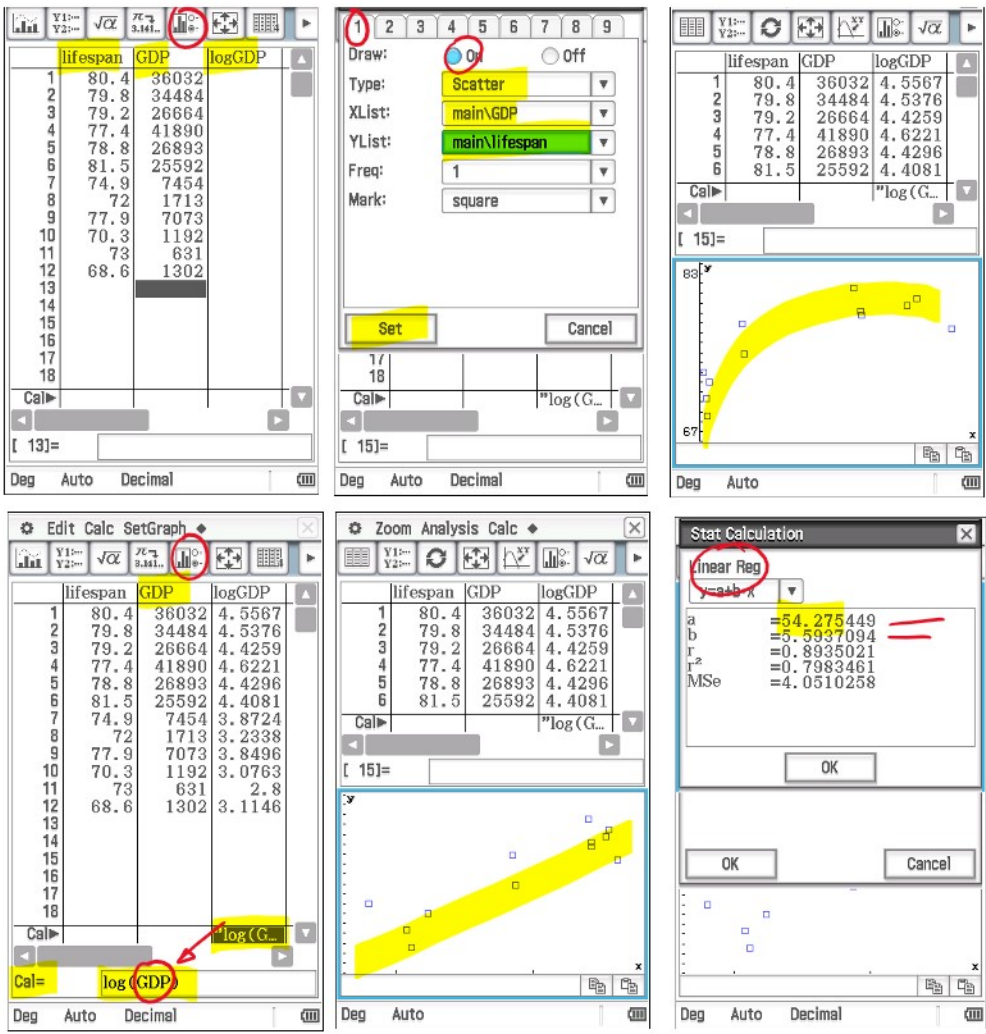 Y1:…
Y2:…
√α
3.141…
lifespan GDP logGDP
1 80.4 36032
2 79.8 34484
3 79.2 26664
4 77.4 41890
5 78.8 26893
6 81.5 25592
7 74.9 7454
8 72 1713
9 77.9 7073
10 70.3 1192
11 73 631
12 68.6 1302
13
14
15
16
17
18
Cal▶
[ 13]=
Deg Auto Decimal
1 2 3 4 5 6 7 8 9
Draw: On Off
Type: Scatter
XList: main\GDP
YList: main\lifespan
Freq: 1
Mark: square
Set Cancel
17
18
Cal▶ "log(G…
[ 15]=
Deg Auto Decimal
Y1:…
Y2:…
√α
lifespan GDP logGDP
1 80.4 36032 4.5567
2 79.8 34484 4.5376
3 79.2 26664 4.4259
4 77.4 41890 4.6221
5 78.8 26893 4.4296
6 81.5 25592 4.4081
Cal▶ "log(G…
[ 15]=
83 y
67 x
Deg Auto
Edit Calc SetGraph ◆
Y1:…
Y2:…
√α
3.141…
lifespan GDP logGDP
1 80.4 36032 4.5567
2 79.8 34484 4.5376
3 79.2 26664 4.4259
4 77.4 41890 4.6221
5 78.8 26893 4.4296
6 81.5 25592 4.4081
7 74.9 7454 3.8724
8 72 1713 3.2338
9 77.9 7073 3.8496
10 70.3 1192 3.0763
11 73 631 2.8
12 68.6 1302 3.1146
13
14
15
16
17
18
Cal▶ "log(G…
Cal= log(GDP)
Deg Auto Decimal
Zoom Analysis Calc ◆
Y1:…
Y2:…
√α
lifespan GDP logGDP
1 80.4 36032 4.5567
2 79.8 34484 4.5376
3 79.2 26664 4.4259
4 77.4 41890 4.6221
5 78.8 26893 4.4296
6 81.5 25592 4.4081
Cal▶ "log(G…
[ 15]=
y
x
Deg Auto
Stat Calculation
Linear Reg
y=a+b·x
a =54.275449
b =5.5937094
r =0.8935021
r² =0.7983461
MSe =4.0510258
OK
OK Cancel
x
Deg Auto Decimal